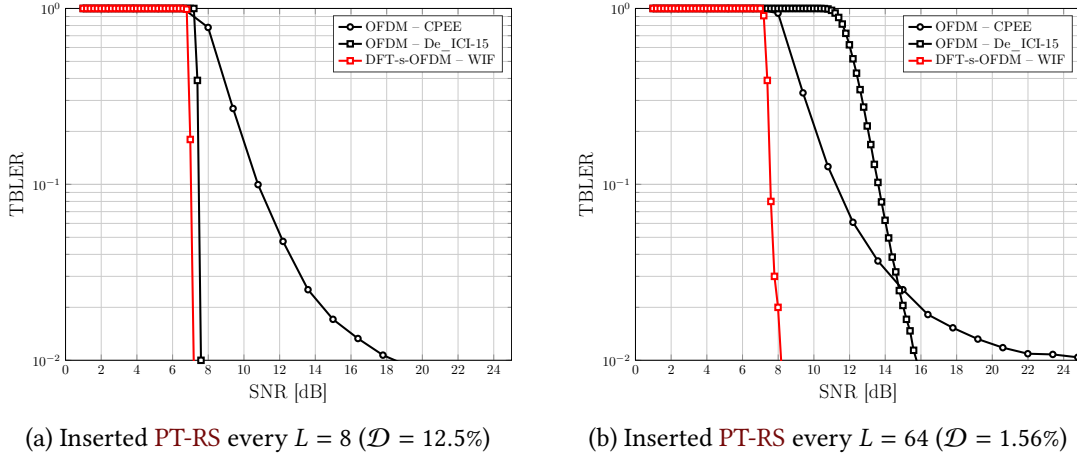 OFDM – CPEE
OFDM – De_ICI-15
DFT-s-OFDM – WIF
10⁰
10⁻¹
10⁻²
TBLER
0 2 4 6 8 10 12 14 16 18 20 22 24
SNR [dB]
(a) Inserted PT-RS every L = 8 (𝒟 = 12.5%)
OFDM – CPEE
OFDM – De_ICI-15
DFT-s-OFDM – WIF
10⁰
10⁻¹
10⁻²
TBLER
0 2 4 6 8 10 12 14 16 18 20 22 24
SNR [dB]
(b) Inserted PT-RS every L = 64 (𝒟 = 1.56%)